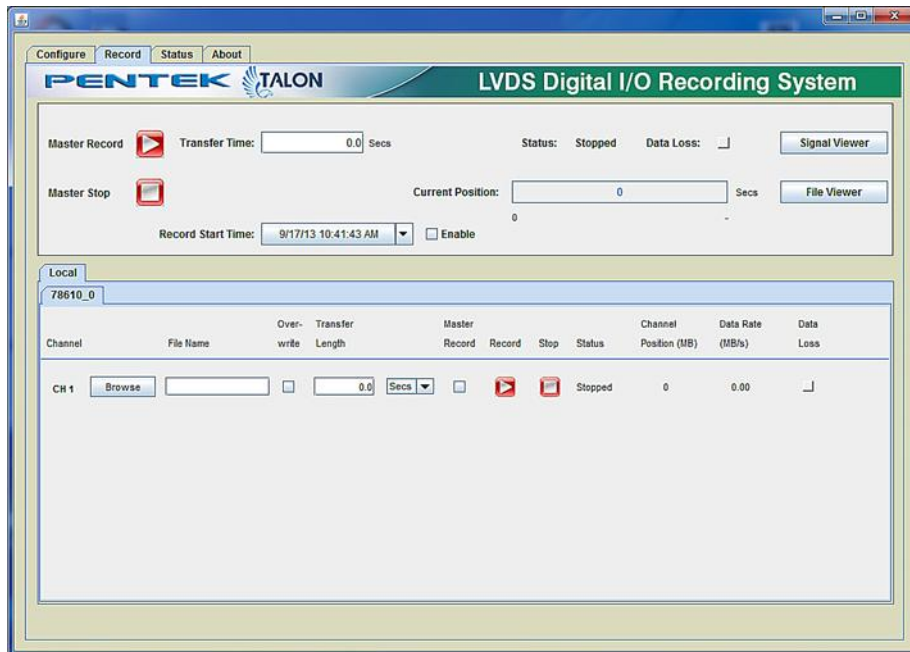 Configure Record Status About
PENTEK TALON LVDS Digital I/O Recording System
Master Record Transfer Time: 0.0 Secs Status: Stopped Data Loss: Signal Viewer
Master Stop Current Position: 0 Secs File Viewer
0 -
Record Start Time: 9/17/13 10:41:43 AM Enable
Local
78610_0
Over- Transfer Master Channel Data Rate Data
Channel File Name write Length Record Record Stop Status Position (MB) (MB/s) Loss
CH 1 Browse 0.0 Secs Stopped 0 0.00